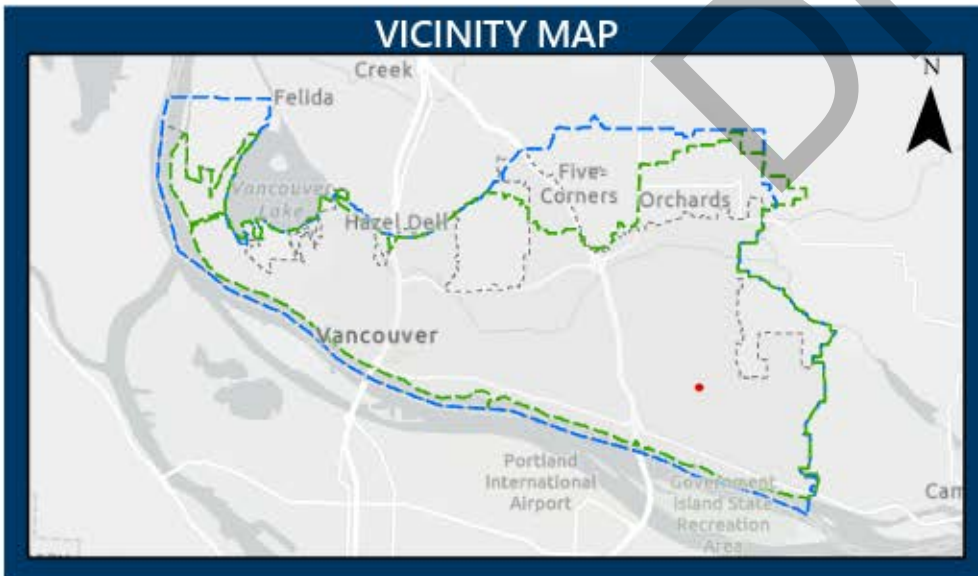 VICINITY MAP
Creek
N
Felida
Vancouver
Lake
Five
Corners
Orchards
Hazel Dell
Vancouver
Portland
International
Airport
Government
Island State
Recreation
Area
Cam